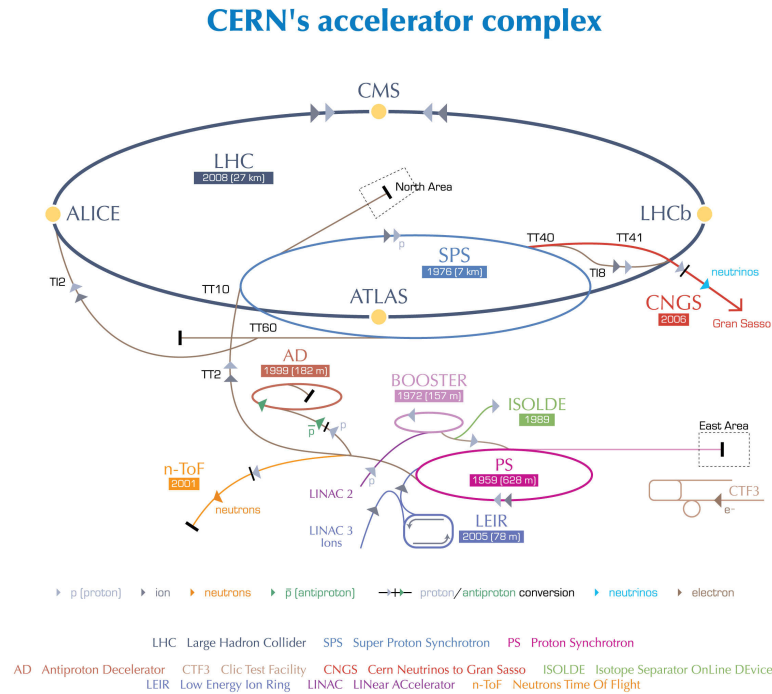 CERN's accelerator complex
CMS
LHC
2008 (27 km)
North Area
ALICE
LHCb
TT40
TT41
p
SPS
1976 (7 km)
TI8
neutrinos
TI2
TT10
ATLAS
CNGS
2006
Gran Sasso
TT60
AD
1999 (182 m)
TT2
BOOSTER
1972 (157 m)
ISOLDE
1989
p
p̅
East Area
n-ToF
2001
p
PS
1959 (628 m)
LINAC 2
neutrons
CTF3
e-
LINAC 3
Ions
LEIR
2005 (78 m)
p (proton) ion neutrons p̅ (antiproton) proton/antiproton conversion neutrinos electron
LHC Large Hadron Collider SPS Super Proton Synchrotron PS Proton Synchrotron
AD Antiproton Decelerator CTF3 Clic Test Facility CNGS Cern Neutrinos to Gran Sasso ISOLDE Isotope Separator OnLine DEvice
LEIR Low Energy Ion Ring LINAC LINear ACcelerator n-ToF Neutrons Time Of Flight